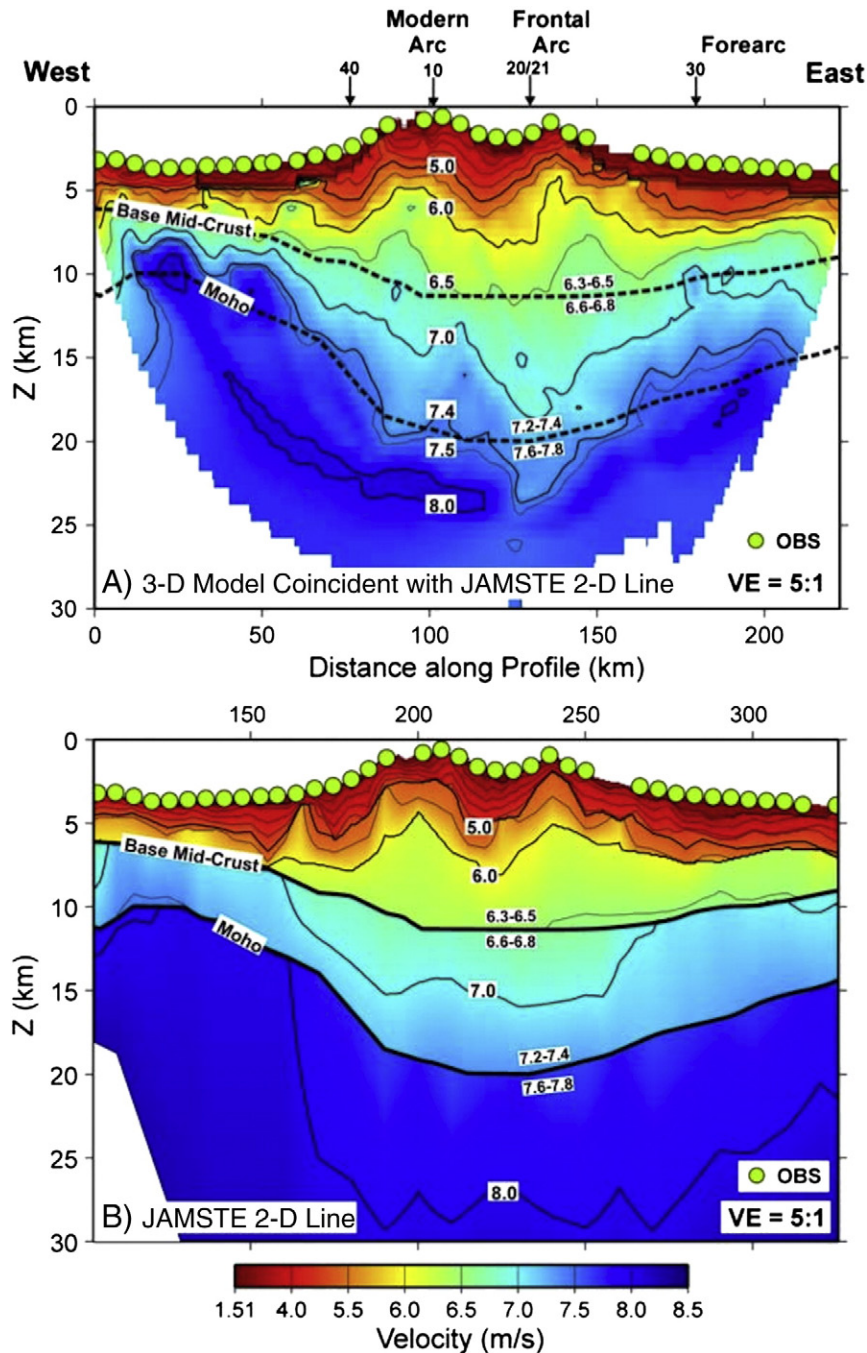 Modern Arc
Frontal Arc
Forearc
West
40
10
20/21
30
East
0
5
10
15
20
25
30
Z (km)
5.0
6.0
Base Mid-Crust
6.5
6.3-6.5
6.6-6.8
Moho
7.0
7.4
7.2-7.4
7.5
7.6-7.8
8.0
OBS
A) 3-D Model Coincident with JAMSTE 2-D Line
VE = 5:1
0
50
100
150
200
Distance along Profile (km)
150
200
250
300
0
5
10
15
20
25
30
Z (km)
5.0
Base Mid-Crust
6.0
6.3-6.5
6.6-6.8
Moho
7.0
7.2-7.4
7.6-7.8
8.0
OBS
B) JAMSTE 2-D Line
VE = 5:1
1.51
4.0
5.5
6.0
6.5
7.0
7.5
8.0
8.5
Velocity (m/s)